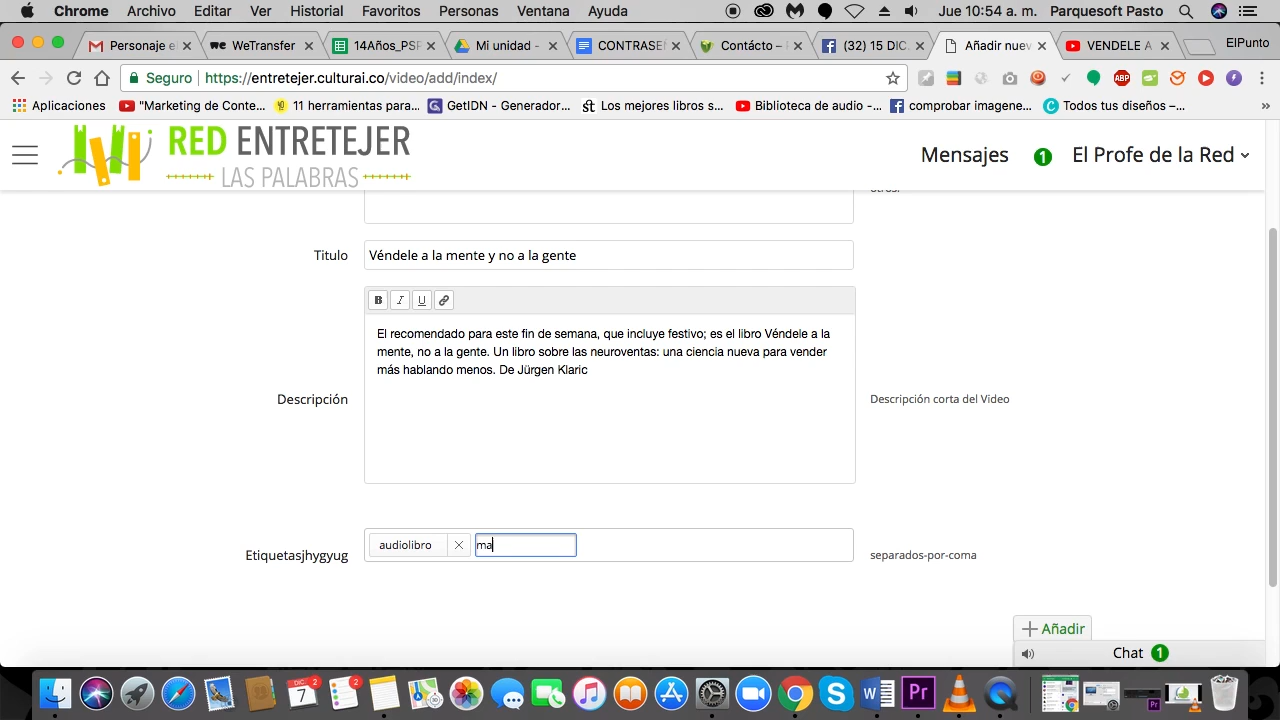 Chrome Archivo Editar Ver Historial Favoritos Personas Ventana Ayuda Jue 10:54 a. m. Parquesoft Pasto
Personaje e WeTransfer 14Años_PSP Mi unidad - CONTRASEÑ Contácto – (32) 15 DIC. Añadir nuev VENDELE A ElPunto
Seguro https://entretejer.culturai.co/video/add/index/
Aplicaciones "Marketing de Conte... 11 herramientas para... GetIDN - Generador... Los mejores libros s... Biblioteca de audio -... comprobar imagene... Todos tus diseños –... »
RED ENTRETEJER
LAS PALABRAS
Mensajes 1 El Profe de la Red
otros.
Titulo Véndele a la mente y no a la gente
B I U
El recomendado para este fin de semana, que incluye festivo; es el libro Véndele a la
mente, no a la gente. Un libro sobre las neuroventas: una ciencia nueva para vender
más hablando menos. De Jürgen Klaric
Descripción Descripción corta del Video
Etiquetasjhygyug audiolibro ma separados-por-coma
Añadir
Chat 1